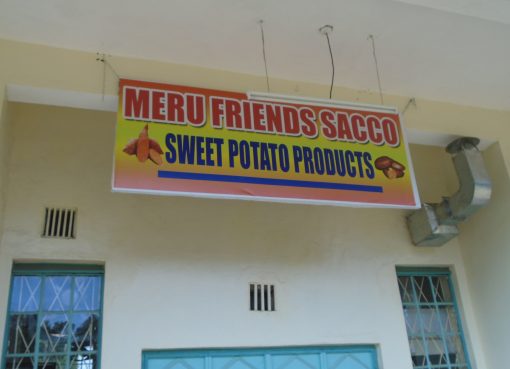 MERU FRIENDS SACCO
SWEET POTATO PRODUCTS